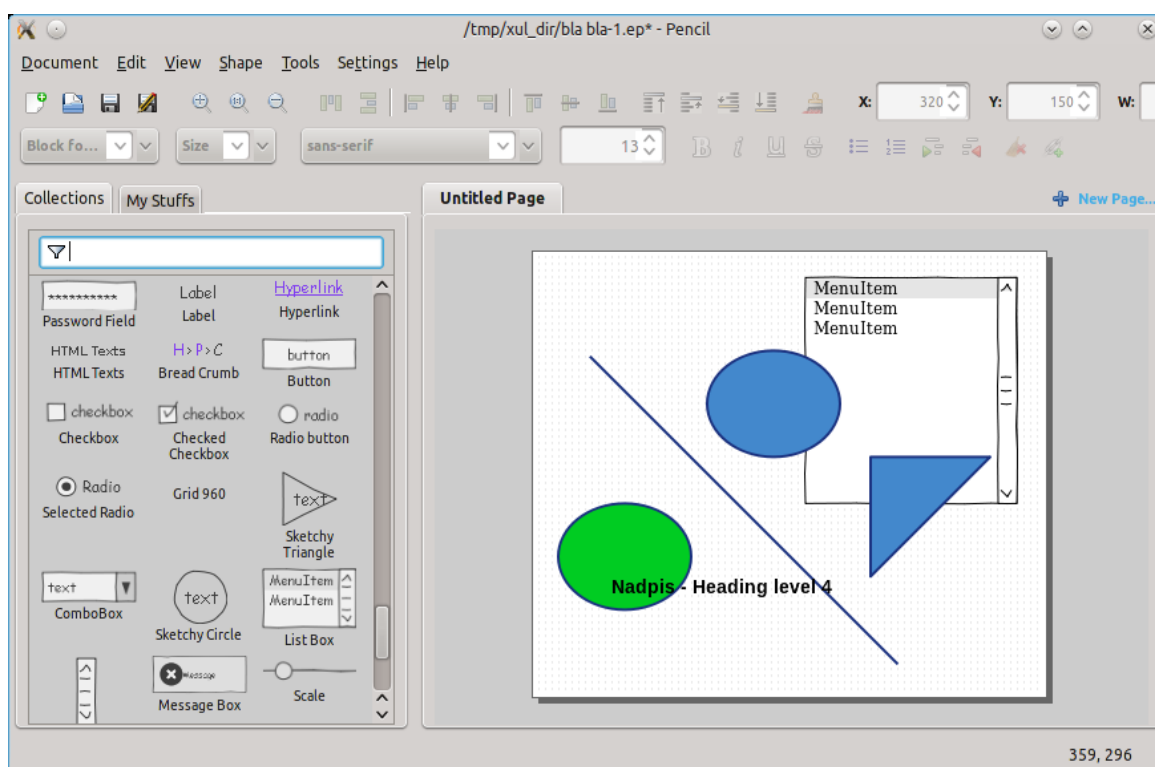 /tmp/xul_dir/bla bla-1.ep* - Pencil
Document Edit View Shape Tools Settings Help
X: 320 Y: 150 W:
Block fo... Size sans-serif 13 B i U S
Collections My Stuffs Untitled Page New Page...
********** Label Hyperlink
Password Field Label Hyperlink
HTML Texts H>P>C button
HTML Texts Bread Crumb Button
checkbox checkbox radio
Checkbox Checked Checkbox Radio button
Radio Grid 960 text
Selected Radio Sketchy Triangle
text text MenuItem
MenuItem
ComboBox Sketchy Circle List Box
Message
Message Box Scale
MenuItem
MenuItem
MenuItem
Nadpis - Heading level 4
359, 296